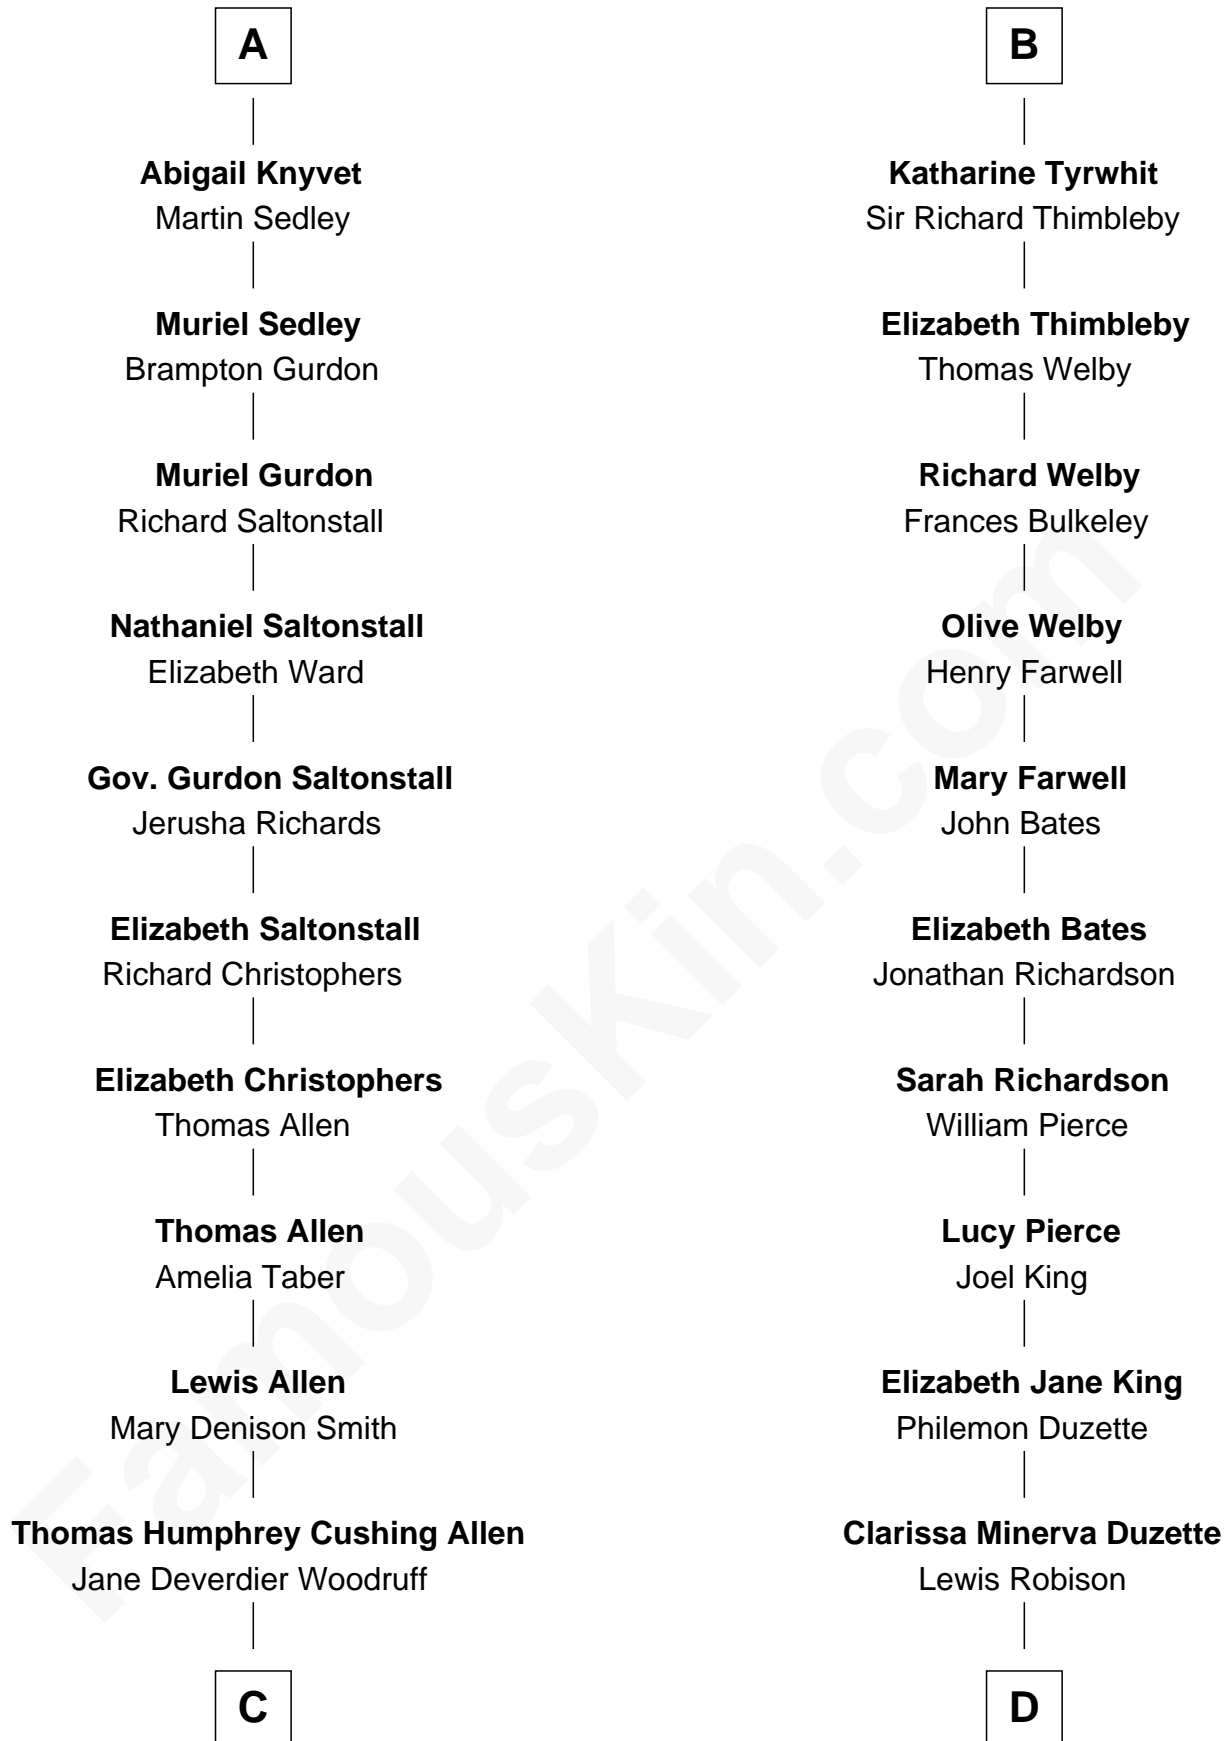 A
Abigail Knyvet
Martin Sedley
Muriel Sedley
Brampton Gurdon
Muriel Gurdon
Richard Saltonstall
Nathaniel Saltonstall
Elizabeth Ward
Gov. Gurdon Saltonstall
Jerusha Richards
Elizabeth Saltonstall
Richard Christophers
Elizabeth Christophers
Thomas Allen
Thomas Allen
Amelia Taber
Lewis Allen
Mary Denison Smith
Thomas Humphrey Cushing Allen
Jane Deverdier Woodruff
C
B
Katharine Tyrwhit
Sir Richard Thimbleby
Elizabeth Thimbleby
Thomas Welby
Richard Welby
Frances Bulkeley
Olive Welby
Henry Farwell
Mary Farwell
John Bates
Elizabeth Bates
Jonathan Richardson
Sarah Richardson
William Pierce
Lucy Pierce
Joel King
Elizabeth Jane King
Philemon Duzette
Clarissa Minerva Duzette
Lewis Robison
D
FamousKin.com